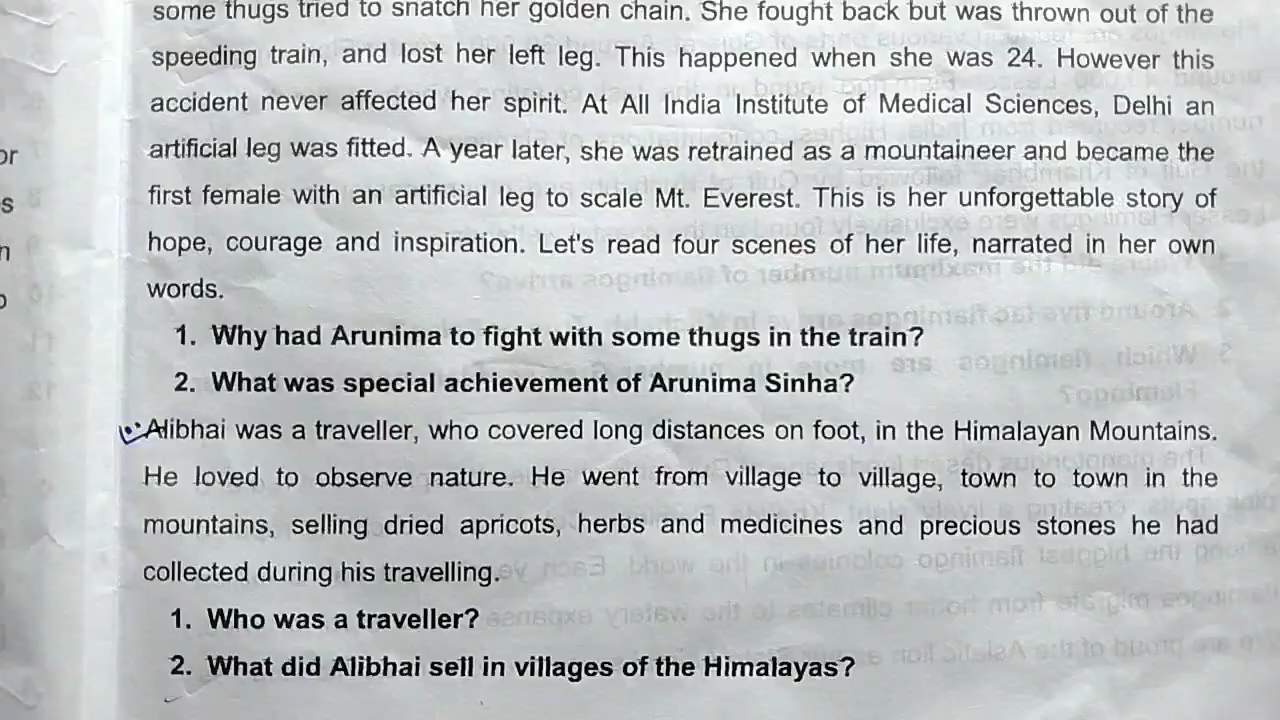 some thugs tried to snatch her golden chain. She fought back but was thrown out of the
speeding train, and lost her left leg. This happened when she was 24. However this
accident never affected her spirit. At All India Institute of Medical Sciences, Delhi an
artificial leg was fitted. A year later, she was retrained as a mountaineer and became the
first female with an artificial leg to scale Mt. Everest. This is her unforgettable story of
hope, courage and inspiration. Let's read four scenes of her life, narrated in her own
words.
1. Why had Arunima to fight with some thugs in the train?
2. What was special achievement of Arunima Sinha?
Alibhai was a traveller, who covered long distances on foot, in the Himalayan Mountains.
He loved to observe nature. He went from village to village, town to town in the
mountains, selling dried apricots, herbs and medicines and precious stones he had
collected during his travelling.
1. Who was a traveller?
2. What did Alibhai sell in villages of the Himalayas?